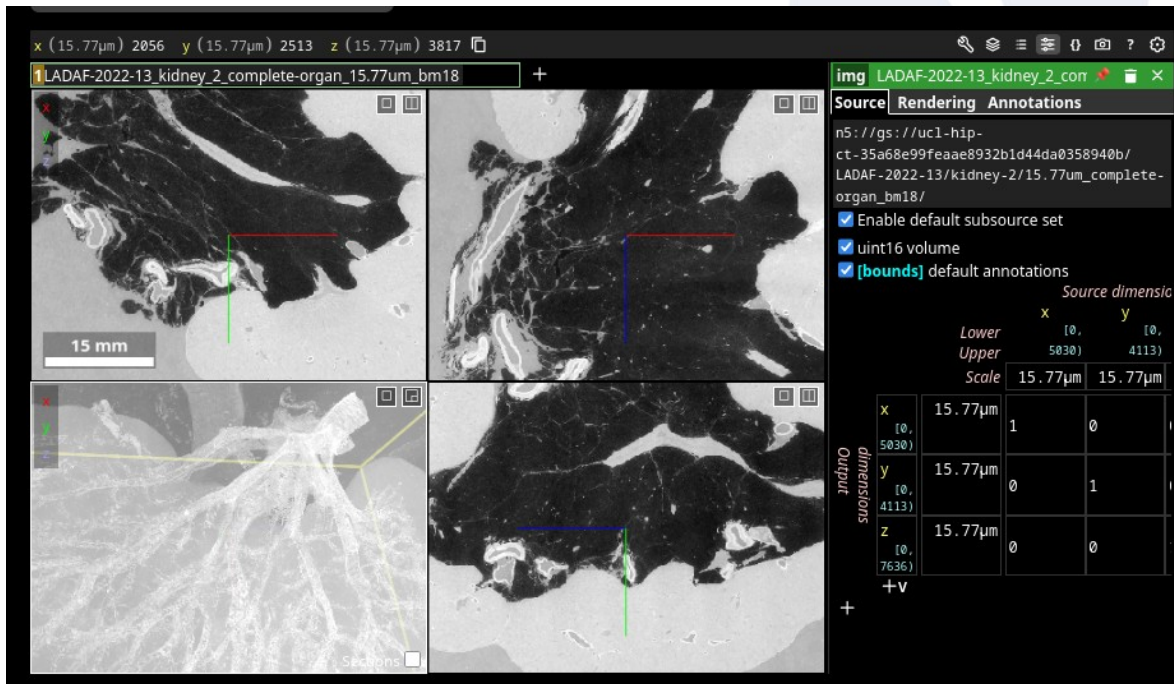 x (15.77µm) 2056 y (15.77µm) 2513 z (15.77µm) 3817
1 LADAF-2022-13_kidney_2_complete-organ_15.77um_bm18 +
x
y
z
15 mm
x
y
z
Sections
img LADAF-2022-13_kidney_2_com
Source Rendering Annotations
n5://gs://ucl-hip-
ct-35a68e99feaae8932b1d44da0358940b/
LADAF-2022-13/kidney-2/15.77um_complete-
organ_bm18/
Enable default subsource set
uint16 volume
[bounds] default annotations
Source dimensio
x y
Lower [0, [0,
Upper 5030) 4113)
Scale 15.77µm 15.77µm
Output dimensions
x 15.77µm 1 0
[0,
5030)
y 15.77µm 0 1
[0,
4113)
z 15.77µm 0 0
[0,
7636)
+v
+